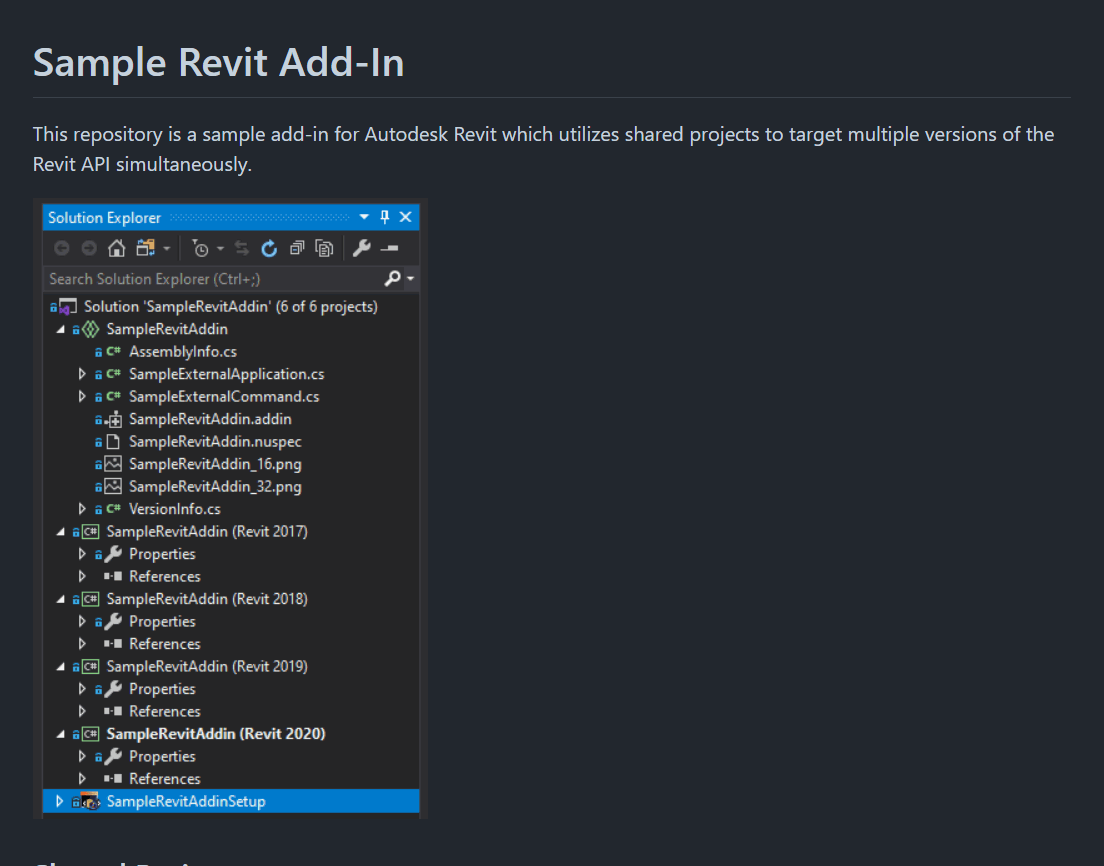 Sample Revit Add-In
This repository is a sample add-in for Autodesk Revit which utilizes shared projects to target multiple versions of the
Revit API simultaneously.
Solution Explorer
Search Solution Explorer (Ctrl+;)
Solution 'SampleRevitAddin' (6 of 6 projects)
SampleRevitAddin
C# AssemblyInfo.cs
C# SampleExternalApplication.cs
C# SampleExternalCommand.cs
SampleRevitAddin.addin
SampleRevitAddin.nuspec
SampleRevitAddin_16.png
SampleRevitAddin_32.png
C# VersionInfo.cs
C# SampleRevitAddin (Revit 2017)
Properties
References
C# SampleRevitAddin (Revit 2018)
Properties
References
C# SampleRevitAddin (Revit 2019)
Properties
References
C# SampleRevitAddin (Revit 2020)
Properties
References
SampleRevitAddinSetup